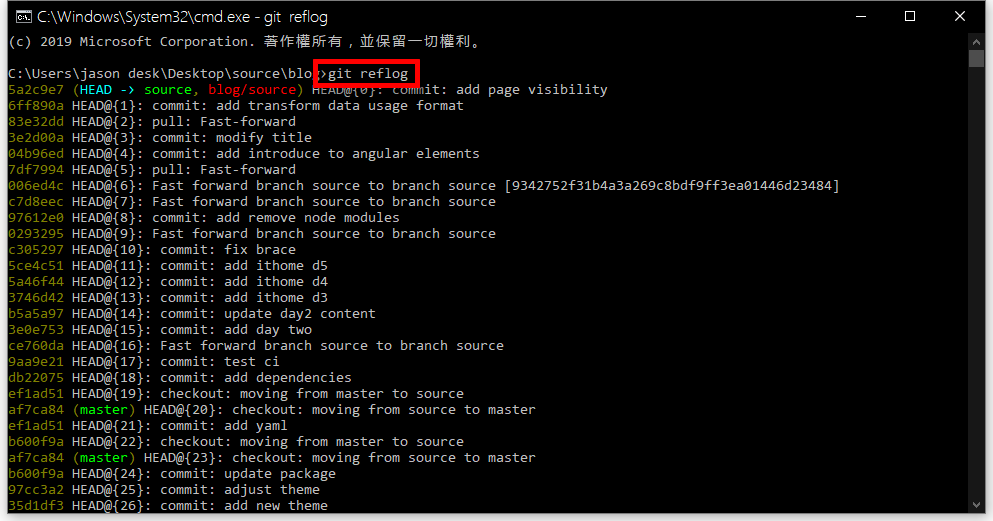 C:\Windows\System32\cmd.exe - git  reflog
(c) 2019 Microsoft Corporation. 著作權所有，並保留一切權利。
C:\Users\jason desk\Desktop\source\blog>git reflog
5a2c9e7 (HEAD -> source, blog/source) HEAD@{0}: commit: add page visibility
6ff890a HEAD@{1}: commit: add transform data usage format
83e32dd HEAD@{2}: pull: Fast-forward
3e2d00a HEAD@{3}: commit: modify title
04b96ed HEAD@{4}: commit: add introduce to angular elements
7df7994 HEAD@{5}: pull: Fast-forward
006ed4c HEAD@{6}: Fast forward branch source to branch source [9342752f31b4a3a269c8bdf9ff3ea01446d23484]
c7d8eec HEAD@{7}: Fast forward branch source to branch source
97612e0 HEAD@{8}: commit: add remove node modules
0293295 HEAD@{9}: Fast forward branch source to branch source
c305297 HEAD@{10}: commit: fix brace
5ce4c51 HEAD@{11}: commit: add ithome d5
5a46f44 HEAD@{12}: commit: add ithome d4
3746d42 HEAD@{13}: commit: add ithome d3
b5a5a97 HEAD@{14}: commit: update day2 content
3e0e753 HEAD@{15}: commit: add day two
ce760da HEAD@{16}: Fast forward branch source to branch source
9aa9e21 HEAD@{17}: commit: test ci
db22075 HEAD@{18}: commit: add dependencies
ef1ad51 HEAD@{19}: checkout: moving from master to source
af7ca84 (master) HEAD@{20}: checkout: moving from source to master
ef1ad51 HEAD@{21}: commit: add yaml
b600f9a HEAD@{22}: checkout: moving from master to source
af7ca84 (master) HEAD@{23}: checkout: moving from source to master
b600f9a HEAD@{24}: commit: update package
97cc3a2 HEAD@{25}: commit: adjust theme
35d1df3 HEAD@{26}: commit: add new theme